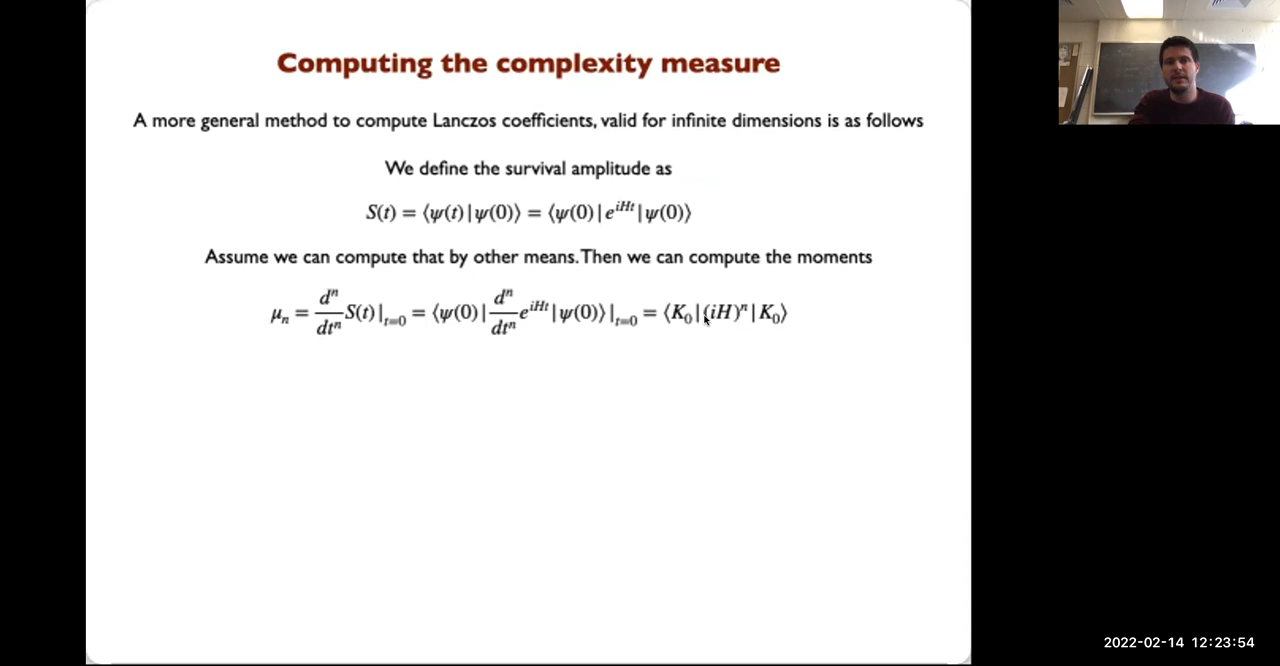 Computing the complexity measure
A more general method to compute Lanczos coefficients, valid for infinite dimensions is as follows
We define the survival amplitude as
S(t) = ⟨ψ(t)|ψ(0)⟩ = ⟨ψ(0)|e^{iHt}|ψ(0)⟩
Assume we can compute that by other means. Then we can compute the moments
μ_n = d^n/dt^n S(t)|_{t=0} = ⟨ψ(0)| d^n/dt^n e^{iHt}|ψ(0)⟩|_{t=0} = ⟨K_0|(iH)^n|K_0⟩
2022-02-14 12:23:54